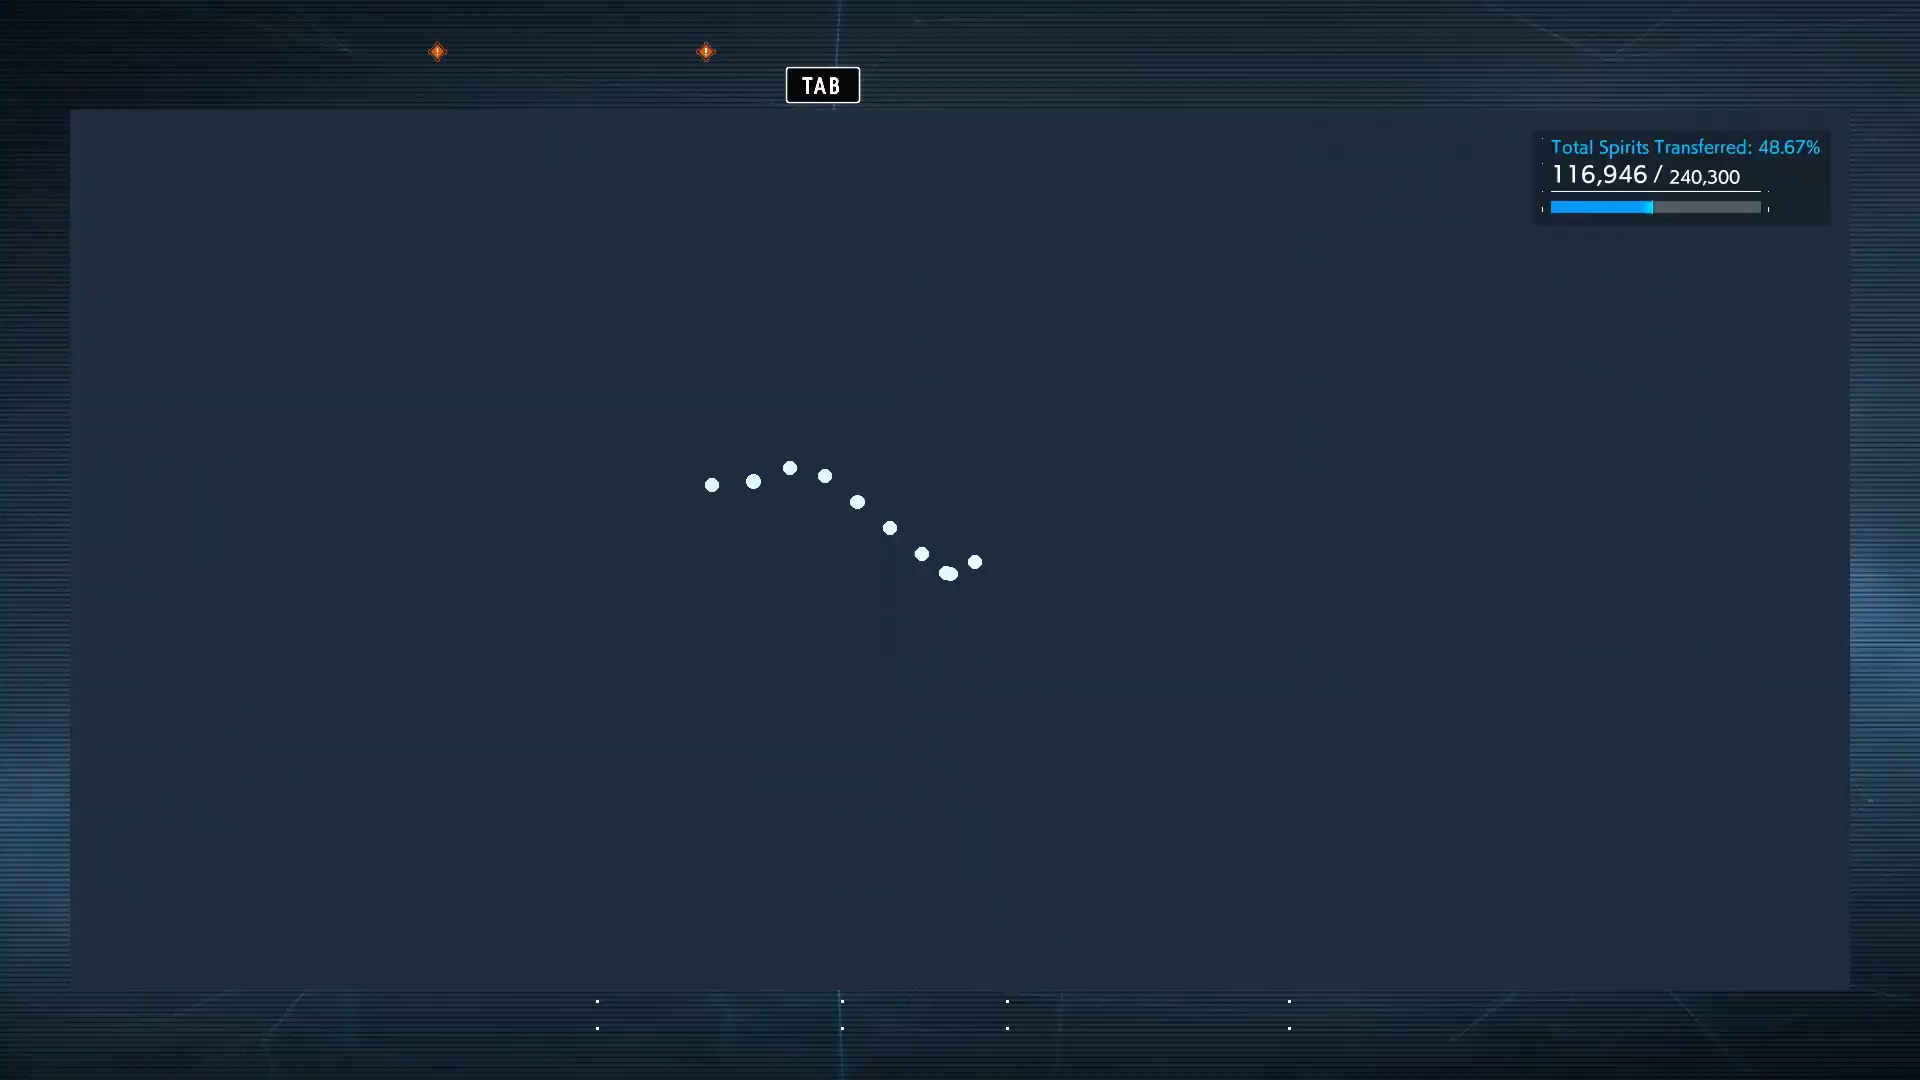 TAB
Total Spirits Transferred: 48.67%
116,946 / 240,300